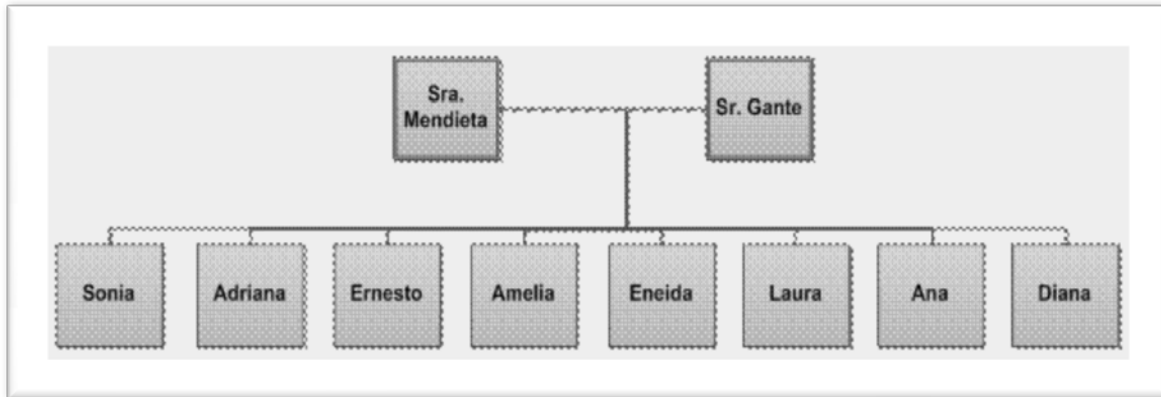 Sra.
Mendieta
Sr. Gante
Sonia
Adriana
Ernesto
Amelia
Eneida
Laura
Ana
Diana